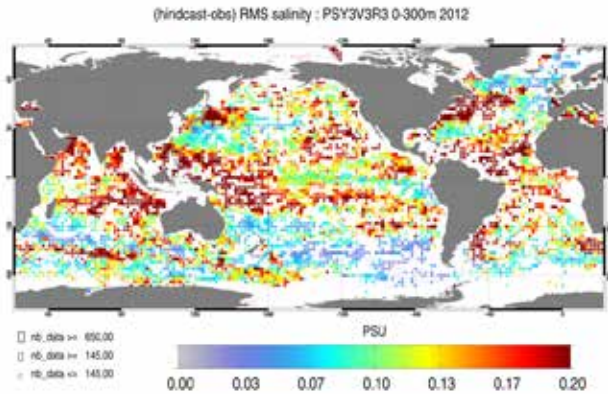 (hindcast-obs) RMS salinity : PSY3V3R3 0-300m 2012
PSU
nb_data >= 650,00
nb_data >= 145,00
nb_data <= 145,00
0.00 0.03 0.07 0.10 0.13 0.17 0.20